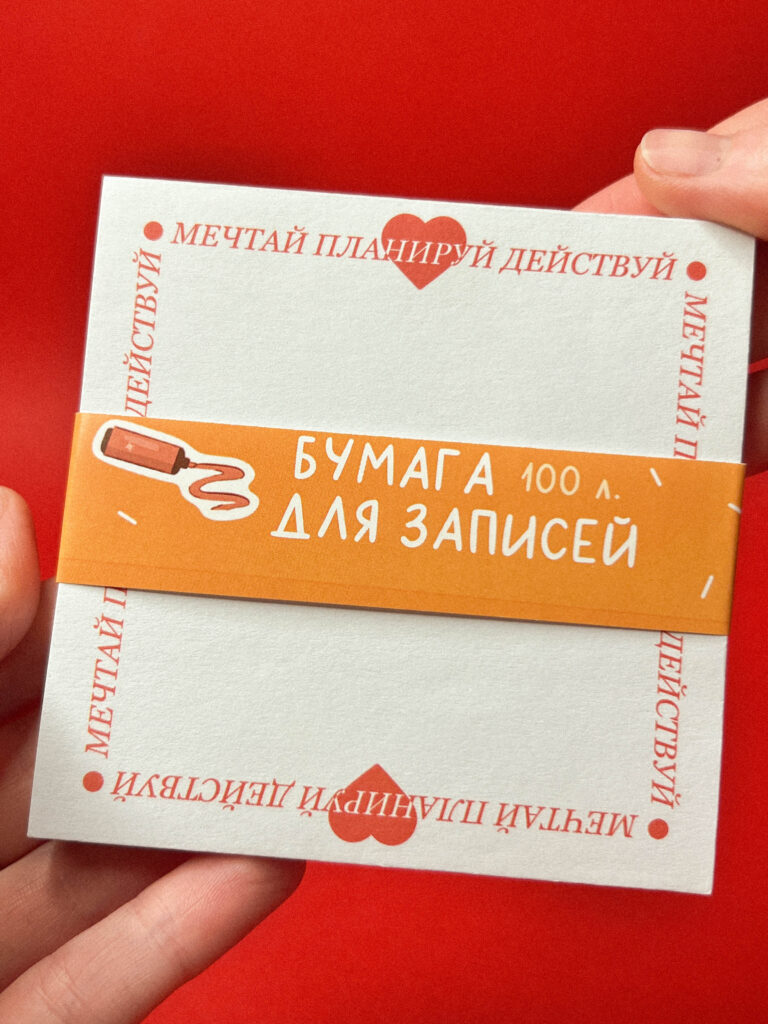 МЕЧТАЙ ПЛАНИРУЙ ДЕЙСТВУЙ
ДЕЙСТВУЙ
МЕЧТАЙ П
БУМАГА 100 л.
ДЛЯ ЗАПИСЕЙ
МЕЧТАЙ П
ДЕЙСТВУЙ
МЕЧТАЙ ПЛАНИРУЙ ДЕЙСТВУЙ